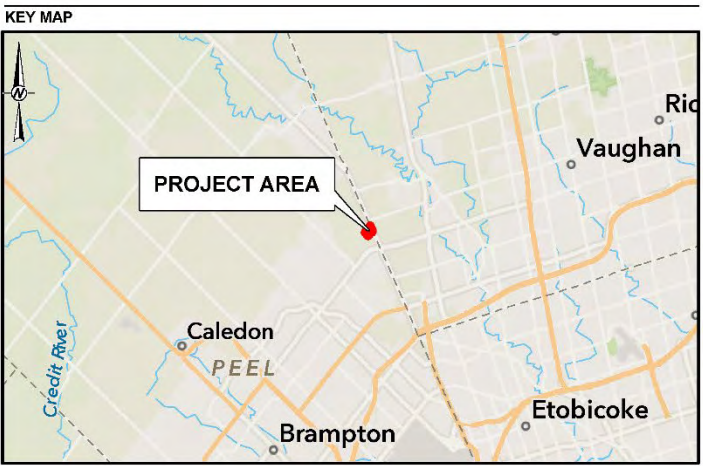 KEY MAP
N
Ric
Vaughan
PROJECT AREA
Caledon
PEEL
Credit River
Etobicoke
Brampton